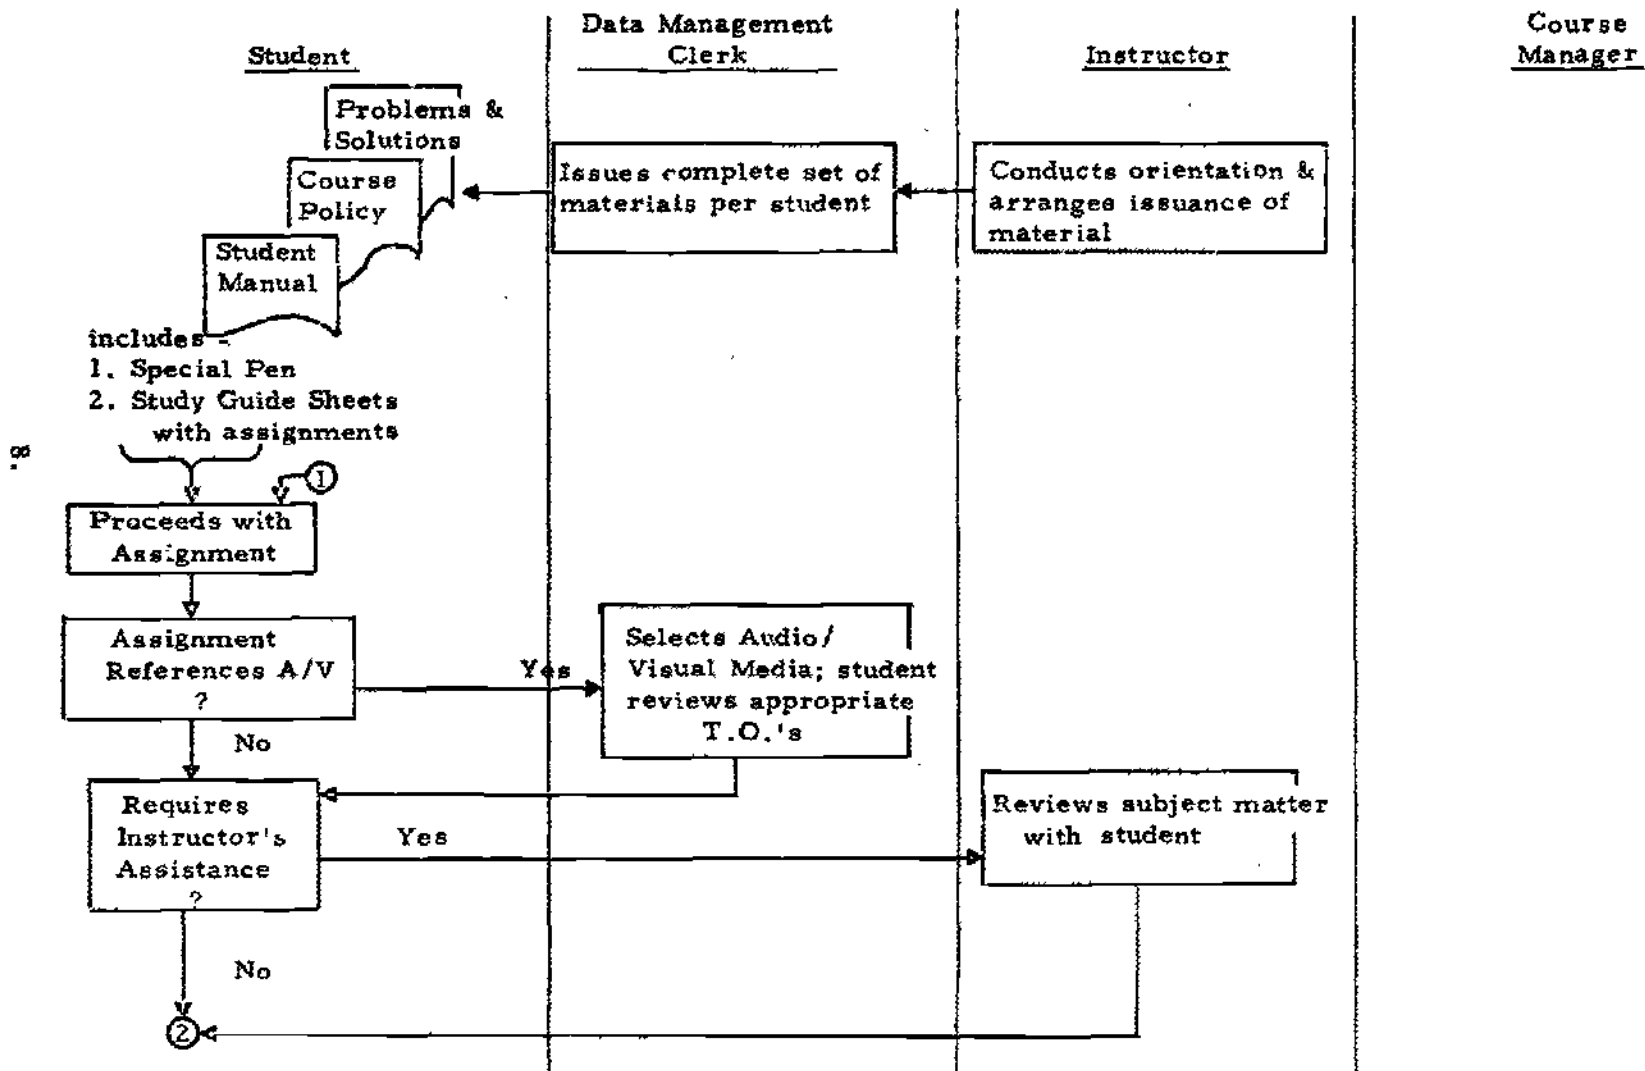 Student
Data Management
Clerk
Instructor
Course
Manager
Problems &
Solutions
Course
Policy
Student
Manual
Issues complete set of
materials per student
Conducts orientation &
arranges issuance of
material
includes -
1. Special Pen
2. Study Guide Sheets
with assignments
1
Proceeds with
Assignment
Assignment
References A/V
?
Yes
Selects Audio/
Visual Media; student
reviews appropriate
T.O.'s
No
Requires
Instructor's
Assistance
?
Yes
Reviews subject matter
with student
No
2